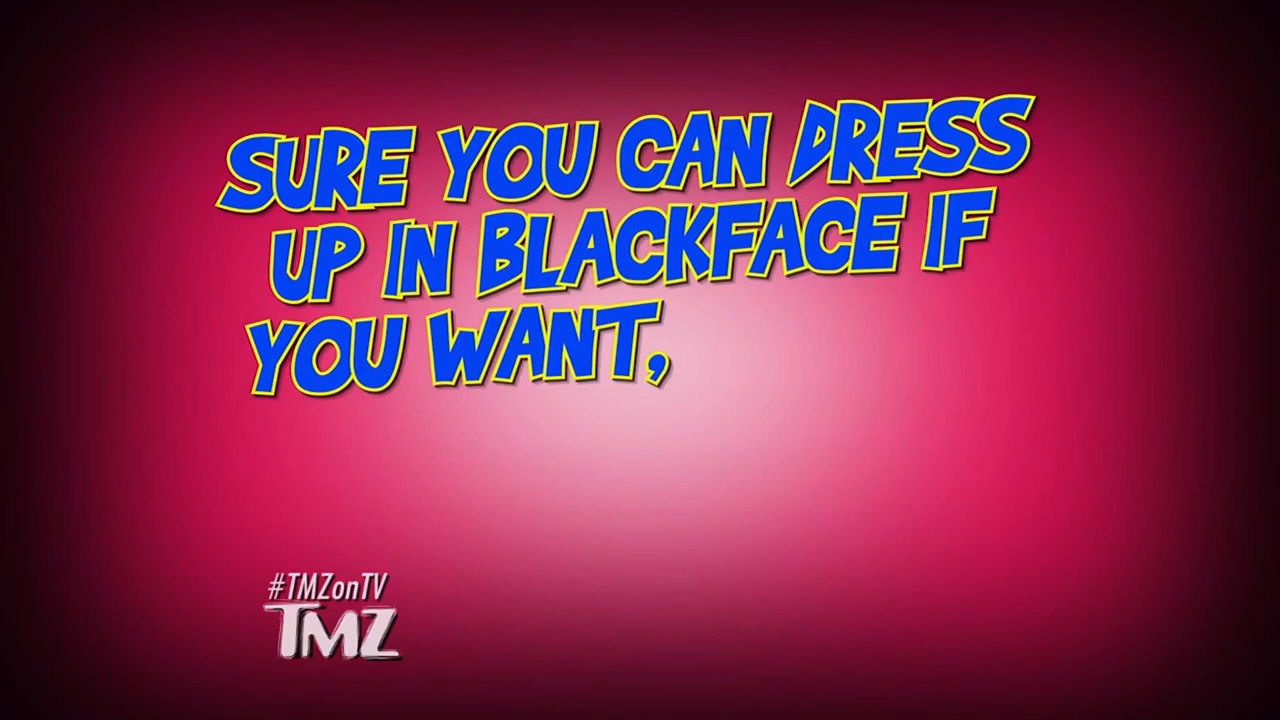 SURE YOU CAN DRESS
UP IN BLACKFACE IF
YOU WANT,
#TMZonTV
TMZ